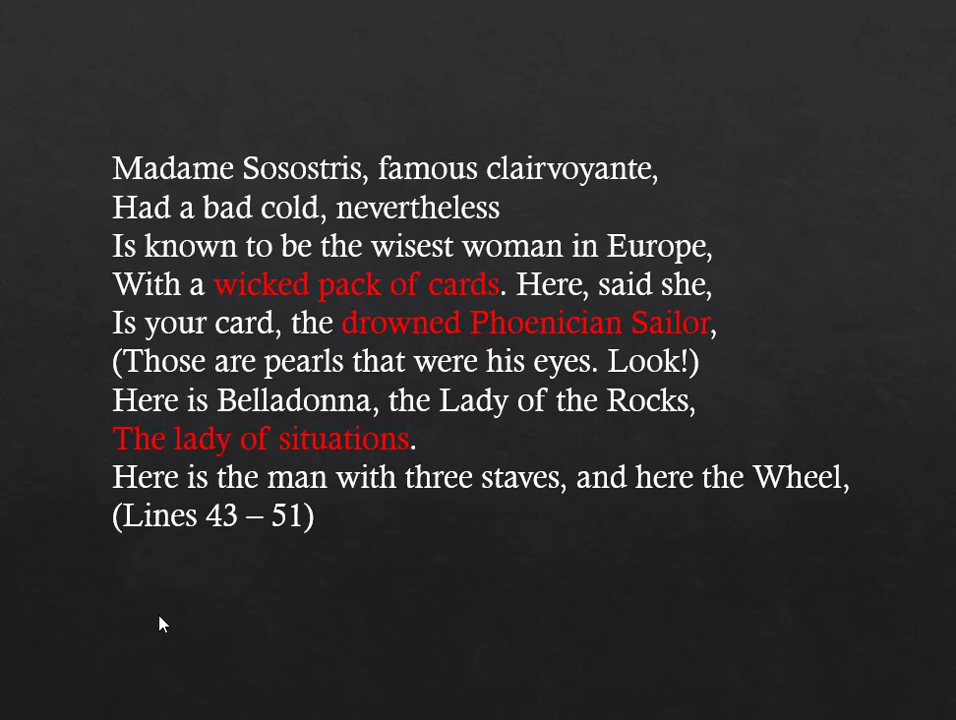 Madame Sosostris, famous clairvoyante,
Had a bad cold, nevertheless
Is known to be the wisest woman in Europe,
With a wicked pack of cards. Here, said she,
Is your card, the drowned Phoenician Sailor,
(Those are pearls that were his eyes. Look!)
Here is Belladonna, the Lady of the Rocks,
The lady of situations.
Here is the man with three staves, and here the Wheel,
(Lines 43 – 51)